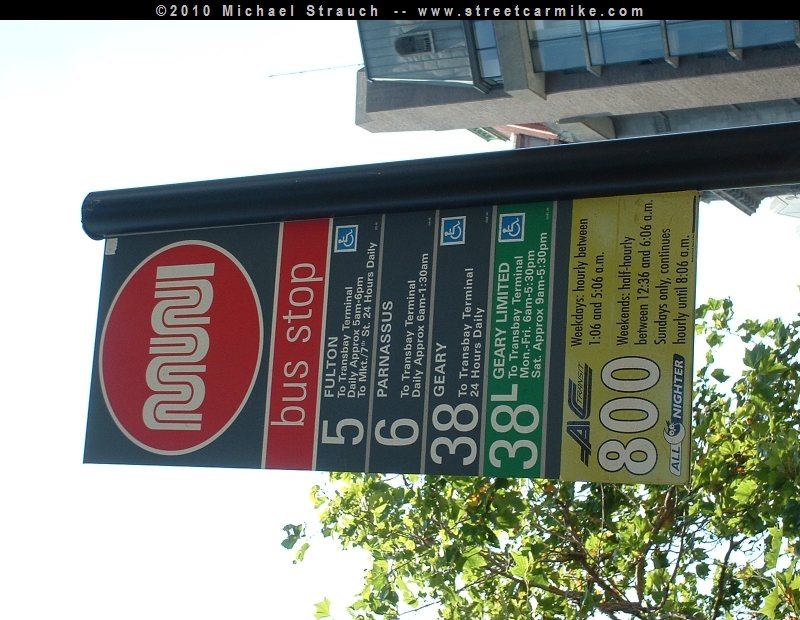 ©2010 Michael Strauch -- www.streetcarmike.com
MUNI
bus stop
5 FULTON
To Transbay Terminal
Daily Approx 5am-6pm
To Mkt./7th St. 24 Hours Daily
6 PARNASSUS
To Transbay Terminal
Daily Approx 6am-1:30am
38 GEARY
To Transbay Terminal
24 Hours Daily
38L GEARY LIMITED
To Transbay Terminal
Mon.-Fri. 6am-5:30pm
Sat. Approx 9am-5:30pm
AC TRANSIT
800
ALL NIGHTER
Weekdays: hourly between
1:06 and 5:06 a.m.
Weekends: half-hourly
between 12:36 and 6:06 a.m.
Sundays only, continues
hourly until 8:06 a.m.